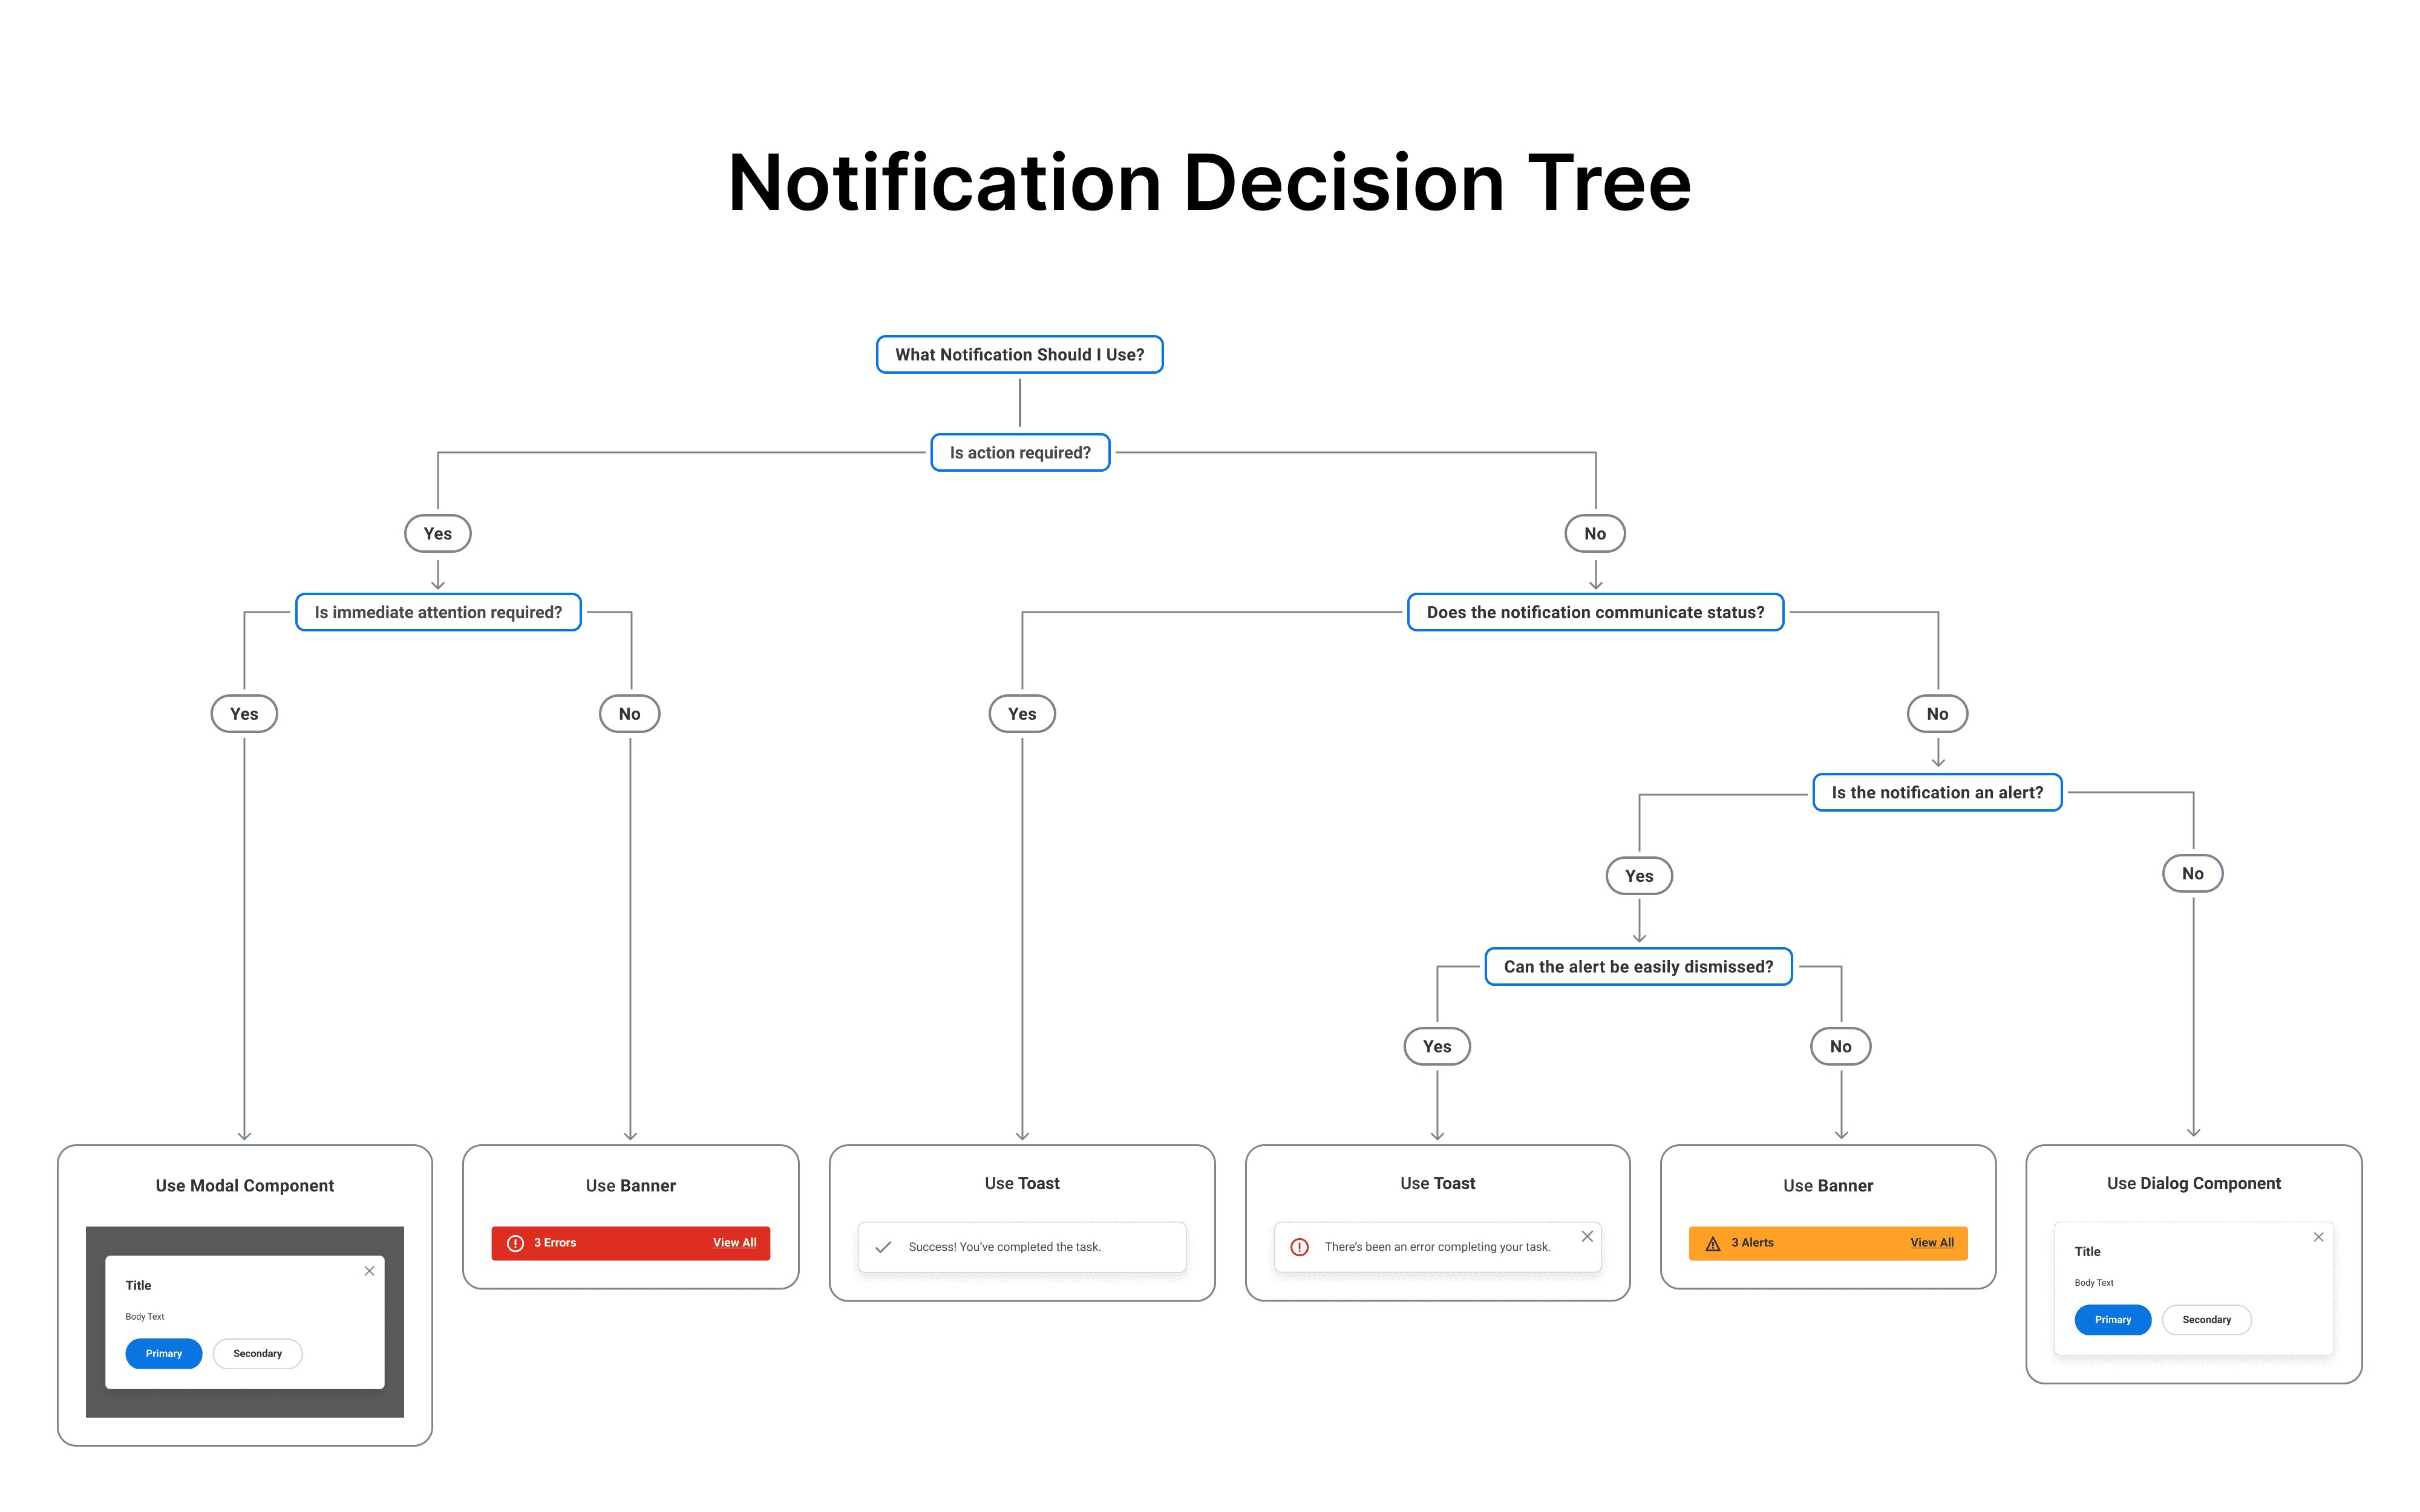 Notification Decision Tree
What Notification Should I Use?
Is action required?
Yes
No
Is immediate attention required?
Does the notification communicate status?
Yes
No
Yes
No
Is the notification an alert?
Yes
No
Can the alert be easily dismissed?
Yes
No
Use Modal Component
Title
Body Text
Primary
Secondary
Use Banner
3 Errors
View All
Use Toast
Success! You've completed the task.
Use Toast
There's been an error completing your task.
Use Banner
3 Alerts
View All
Use Dialog Component
Title
Body Text
Primary
Secondary